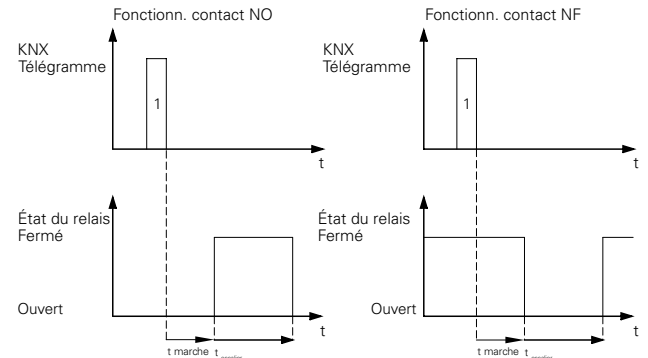 Fonctionn. contact NO
KNX
Télégramme
1
t
État du relais
Fermé
Ouvert
t
t marche
t
Fonctionn. contact NF
KNX
Télégramme
1
t
État du relais
Fermé
Ouvert
t
t marche
t